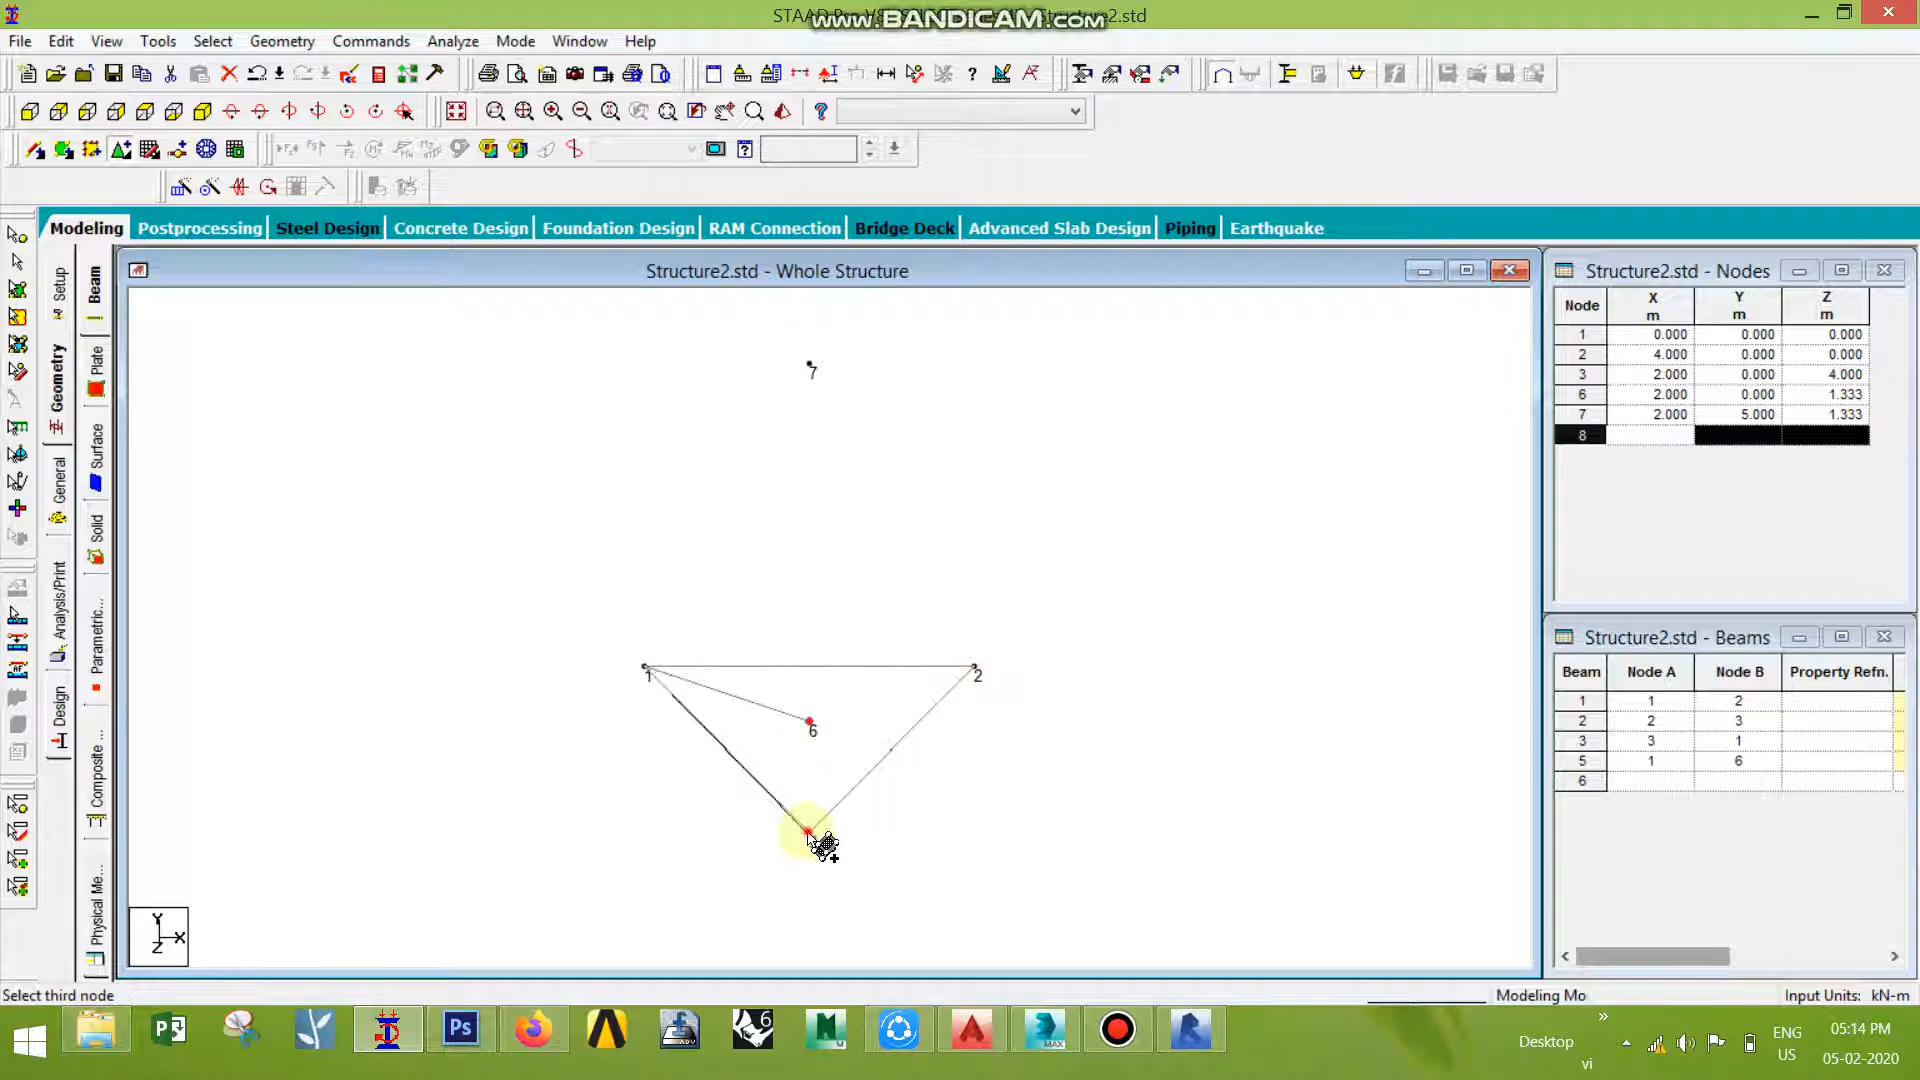 STAAD.Pro V8i Structure2.std
www.BANDICAM.com
File Edit View Tools Select Geometry Commands Analyze Mode Window Help
Modeling Postprocessing Steel Design Concrete Design Foundation Design RAM Connection Bridge Deck Advanced Slab Design Piping Earthquake
Setup
Geometry
General
Analysis/Print
Design
Beam
Plate
Surface
Solid
Parametric...
Composite ...
Physical Me...
Structure2.std - Whole Structure
7
1
2
6
Y
X
Z
Structure2.std - Nodes
Node X m Y m Z m
1 0.000 0.000 0.000
2 4.000 0.000 0.000
3 2.000 0.000 4.000
6 2.000 0.000 1.333
7 2.000 5.000 1.333
8
Structure2.std - Beams
Beam Node A Node B Property Refn.
1 1 2
2 2 3
3 3 1
5 1 6
6
Select third node
Modeling Mo
Input Units: kN-m
Desktop
vi
ENG
US
05:14 PM
05-02-2020